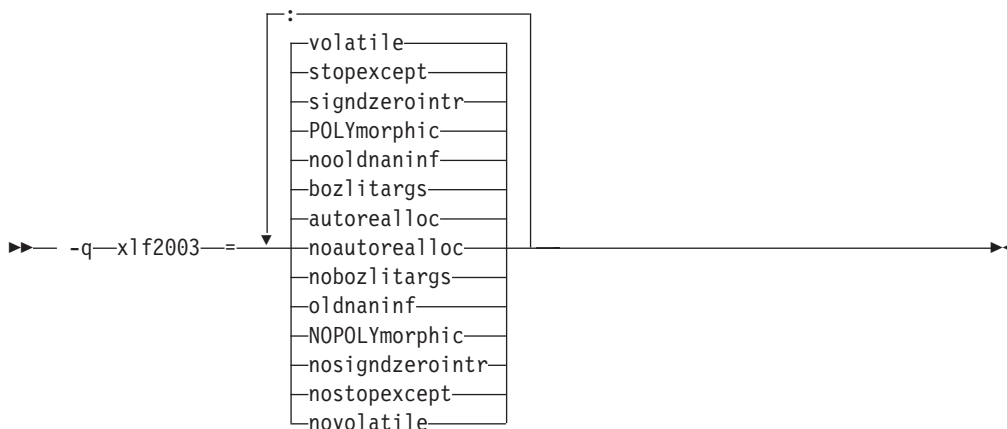 :
volatile
stopexcept
signdzerointr
POLYmorphic
nooldnaninf
bozlitargs
autorealloc
-q xlf2003 = noautorealloc
nobozlitargs
oldnaninf
NOPOLYmorphic
nosigndzerointr
nostopexcept
novolatile